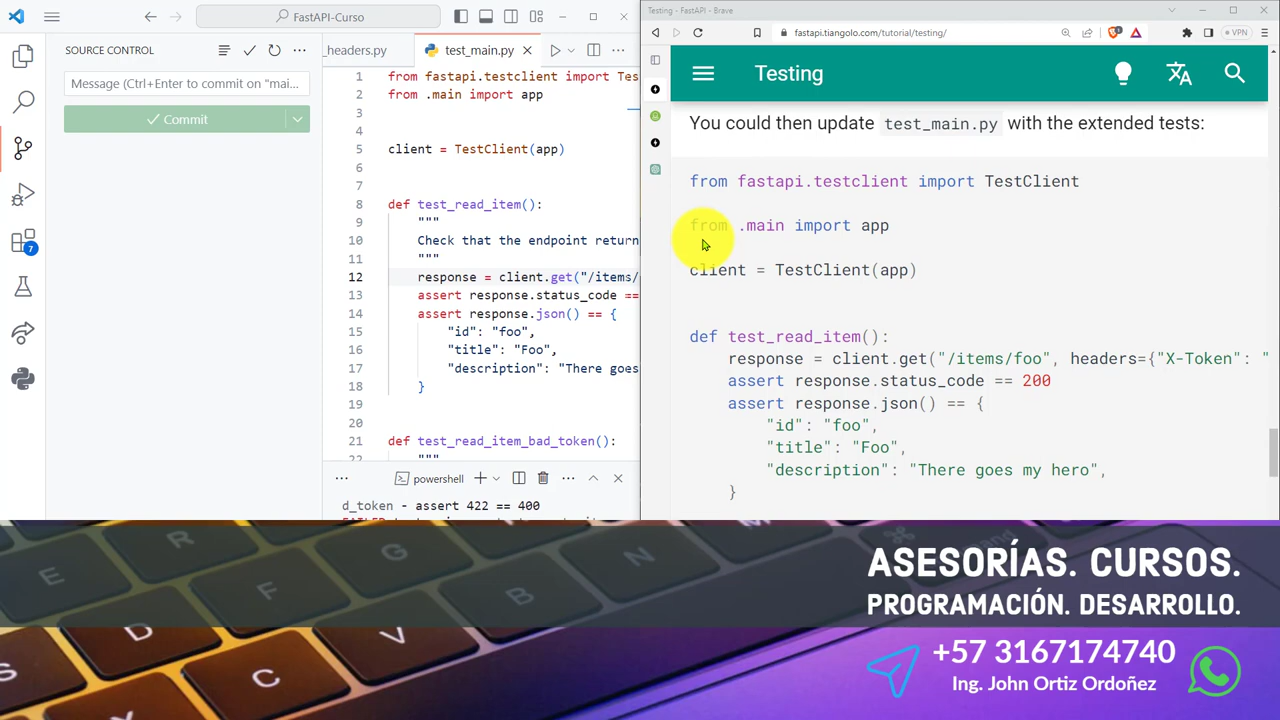 FastAPI-Curso
Testing - FastAPI - Brave
fastapi.tiangolo.com/tutorial/testing/
VPN
SOURCE CONTROL
Message (Ctrl+Enter to commit on "mai...
Commit
7
_headers.py
test_main.py
1 from fastapi.testclient import Tes
2 from .main import app
3
4
5 client = TestClient(app)
6
7
8 def test_read_item():
9 """
10 Check that the endpoint return
11 """
12 response = client.get("/items/
13 assert response.status_code ==
14 assert response.json() == {
15 "id": "foo",
16 "title": "Foo",
17 "description": "There goes
18 }
19
20
21 def test_read_item_bad_token():
22 """
powershell
d_token - assert 422 == 400
Testing
You could then update test_main.py with the extended tests:
from fastapi.testclient import TestClient
from .main import app
client = TestClient(app)
def test_read_item():
response = client.get("/items/foo", headers={"X-Token": "
assert response.status_code == 200
assert response.json() == {
"id": "foo",
"title": "Foo",
"description": "There goes my hero",
}
ASESORÍAS. CURSOS.
PROGRAMACIÓN. DESARROLLO.
+57 3167174740
Ing. John Ortiz Ordoñez